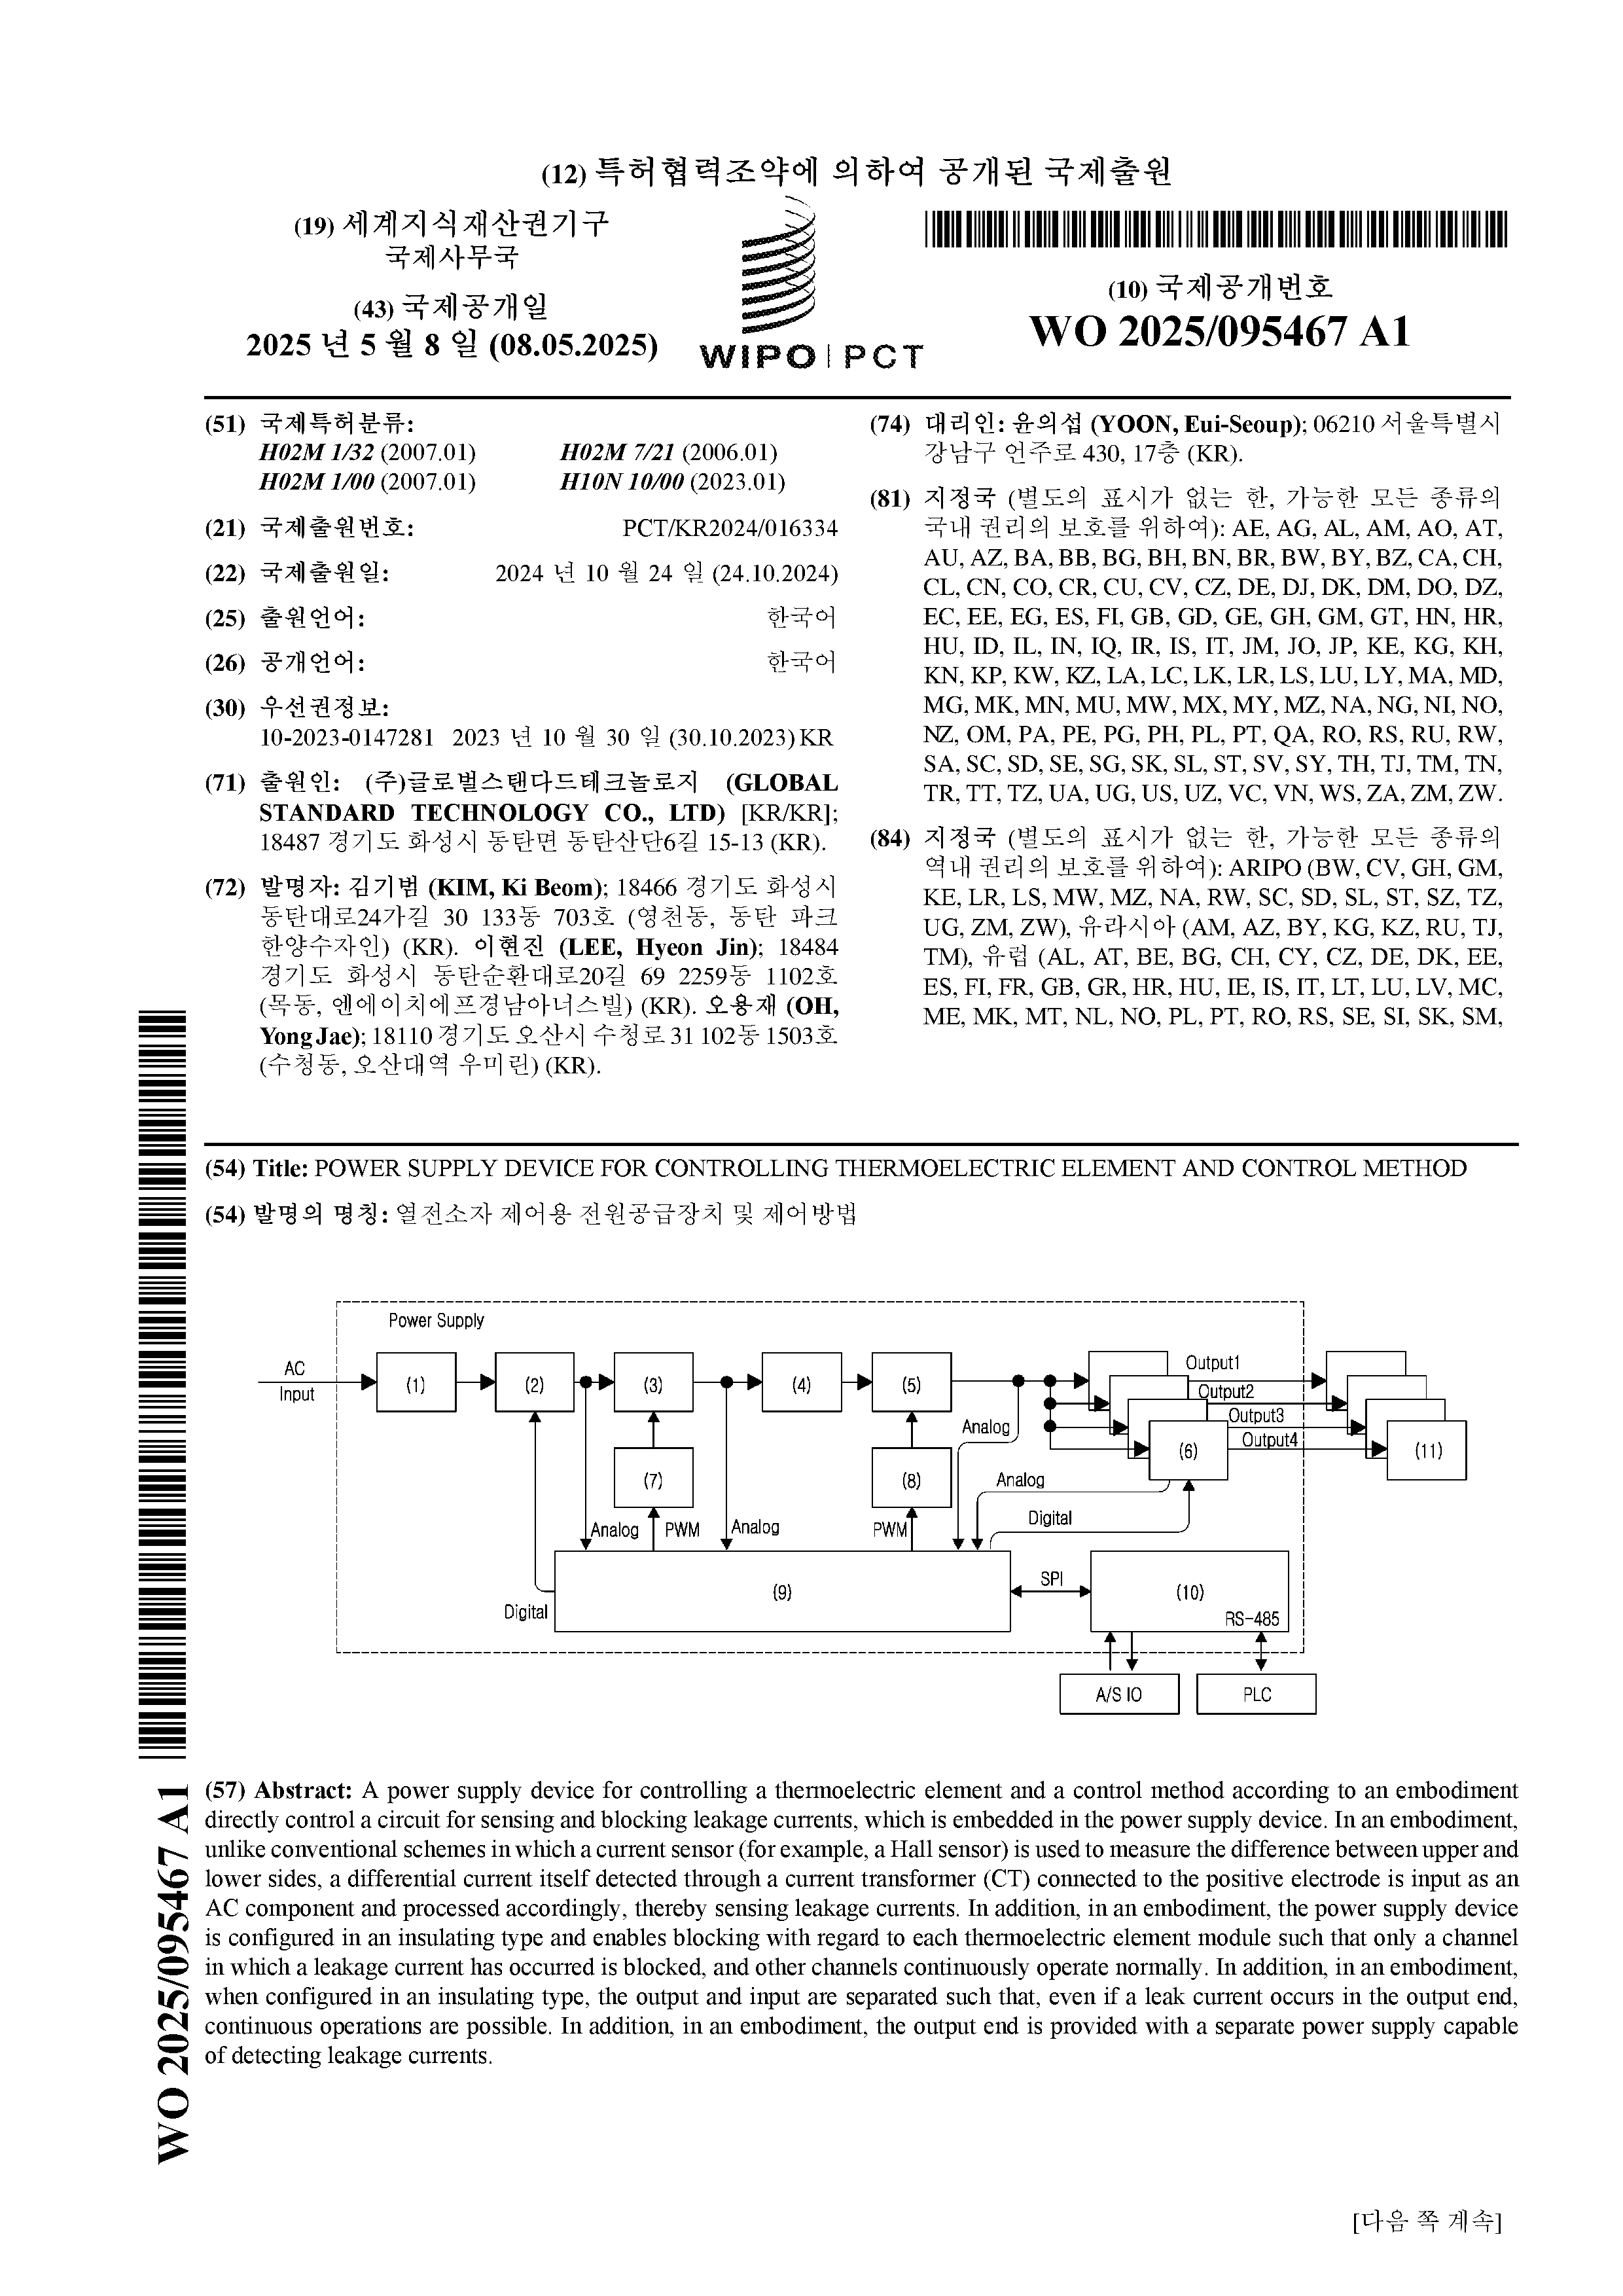 (12) 특허협력조약에 의하여 공개된 국제출원
(19) 세계지식재산권기구
국제사무국
(43) 국제공개일
2025 년 5 월 8 일 (08.05.2025)
WIPO | PCT
(10) 국제공개번호
WO 2025/095467 A1
(51) 국제특허분류:
H02M 1/32 (2007.01) H02M 7/21 (2006.01)
H02M 1/00 (2007.01) H10N 10/00 (2023.01)
(21) 국제출원번호: PCT/KR2024/016334
(22) 국제출원일: 2024 년 10 월 24 일 (24.10.2024)
(25) 출원언어: 한국어
(26) 공개언어: 한국어
(30) 우선권정보:
10-2023-0147281 2023 년 10 월 30 일 (30.10.2023) KR
(71) 출원인: (주)글로벌스탠다드테크놀로지 (GLOBAL
STANDARD TECHNOLOGY CO., LTD) [KR/KR];
18487 경기도 화성시 동탄면 동탄산단6길 15-13 (KR).
(72) 발명자: 김기범 (KIM, Ki Beom); 18466 경기도 화성시
동탄대로24가길 30 133동 703호 (영천동, 동탄 파크
한양수자인) (KR). 이현진 (LEE, Hyeon Jin); 18484
경기도 화성시 동탄순환대로20길 69 2259동 1102호
(목동, 엔에이치에프경남아너스빌) (KR). 오용재 (OH,
Yong Jae); 18110 경기도 오산시 수청로 31 102동 1503호
(수청동, 오산대역 우미린) (KR).
(74) 대리인: 윤의섭 (YOON, Eui-Seoup); 06210 서울특별시
강남구 언주로 430, 17층 (KR).
(81) 지정국 (별도의 표시가 없는 한, 가능한 모든 종류의
국내 권리의 보호를 위하여): AE, AG, AL, AM, AO, AT,
AU, AZ, BA, BB, BG, BH, BN, BR, BW, BY, BZ, CA, CH,
CL, CN, CO, CR, CU, CV, CZ, DE, DJ, DK, DM, DO, DZ,
EC, EE, EG, ES, FI, GB, GD, GE, GH, GM, GT, HN, HR,
HU, ID, IL, IN, IQ, IR, IS, IT, JM, JO, JP, KE, KG, KH,
KN, KP, KW, KZ, LA, LC, LK, LR, LS, LU, LY, MA, MD,
MG, MK, MN, MU, MW, MX, MY, MZ, NA, NG, NI, NO,
NZ, OM, PA, PE, PG, PH, PL, PT, QA, RO, RS, RU, RW,
SA, SC, SD, SE, SG, SK, SL, ST, SV, SY, TH, TJ, TM, TN,
TR, TT, TZ, UA, UG, US, UZ, VC, VN, WS, ZA, ZM, ZW.
(84) 지정국 (별도의 표시가 없는 한, 가능한 모든 종류의
역내 권리의 보호를 위하여): ARIPO (BW, CV, GH, GM,
KE, LR, LS, MW, MZ, NA, RW, SC, SD, SL, ST, SZ, TZ,
UG, ZM, ZW), 유라시아 (AM, AZ, BY, KG, KZ, RU, TJ,
TM), 유럽 (AL, AT, BE, BG, CH, CY, CZ, DE, DK, EE,
ES, FI, FR, GB, GR, HR, HU, IE, IS, IT, LT, LU, LV, MC,
ME, MK, MT, NL, NO, PL, PT, RO, RS, SE, SI, SK, SM,
(54) Title: POWER SUPPLY DEVICE FOR CONTROLLING THERMOELECTRIC ELEMENT AND CONTROL METHOD
(54) 발명의 명칭: 열전소자 제어용 전원공급장치 및 제어방법
Power Supply
AC
Input
(1)
(2)
(3)
(4)
(5)
Output1
Output2
Output3
Output4
(6)
(11)
(7)
(8)
Analog
Analog
Digital
Analog
PWM
Analog
PWM
Digital
(9)
SPI
(10)
RS-485
A/S IO
PLC
(57) Abstract: A power supply device for controlling a thermoelectric element and a control method according to an embodiment
directly control a circuit for sensing and blocking leakage currents, which is embedded in the power supply device. In an embodiment,
unlike conventional schemes in which a current sensor (for example, a Hall sensor) is used to measure the difference between upper and
lower sides, a differential current itself detected through a current transformer (CT) connected to the positive electrode is input as an
AC component and processed accordingly, thereby sensing leakage currents. In addition, in an embodiment, the power supply device
is configured in an insulating type and enables blocking with regard to each thermoelectric element module such that only a channel
in which a leakage current has occurred is blocked, and other channels continuously operate normally. In addition, in an embodiment,
when configured in an insulating type, the output and input are separated such that, even if a leak current occurs in the output end,
continuous operations are possible. In addition, in an embodiment, the output end is provided with a separate power supply capable
of detecting leakage currents.
WO 2025/095467 A1
[다음 쪽 계속]